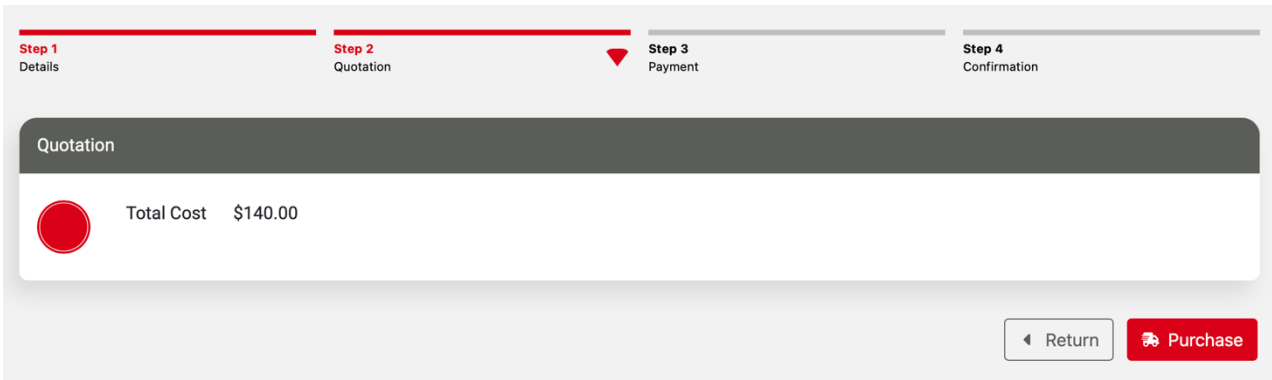 Step 1
Details
Step 2
Quotation
Step 3
Payment
Step 4
Confirmation
Quotation
Total Cost $140.00
Return
Purchase